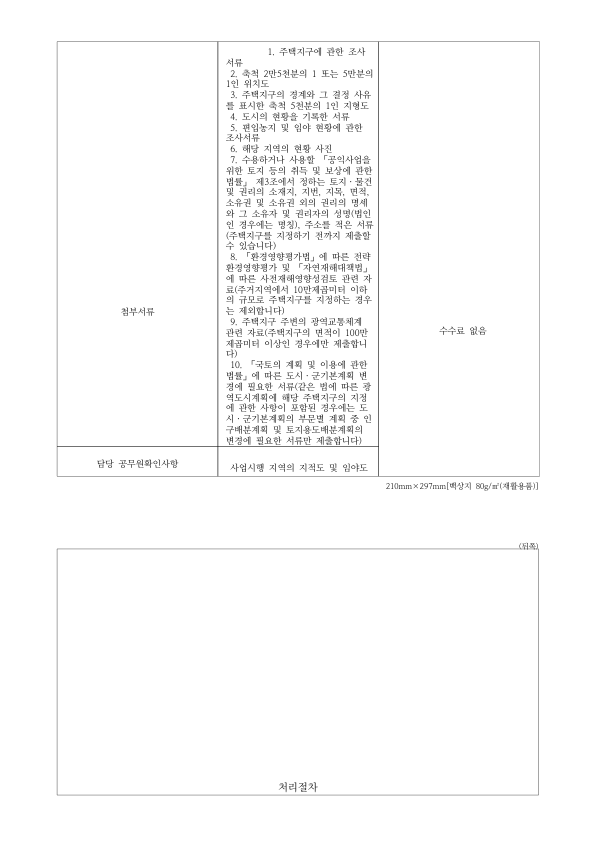 첨부서류
1. 주택지구에 관한 조사
서류
2. 축척 2만5천분의 1 또는 5만분의
1인 위치도
3. 주택지구의 경계와 그 결정 사유
를 표시한 축척 5천분의 1인 지형도
4. 도시의 현황을 기록한 서류
5. 편입농지 및 임야 현황에 관한
조사서류
6. 해당 지역의 현황 사진
7. 수용하거나 사용할 「공익사업을
위한 토지 등의 취득 및 보상에 관한
법률」 제3조에서 정하는 토지ㆍ물건
및 권리의 소재지, 지번, 지목, 면적,
소유권 및 소유권 외의 권리의 명세
와 그 소유자 및 권리자의 성명(법인
인 경우에는 명칭), 주소를 적은 서류
(주택지구를 지정하기 전까지 제출할
수 있습니다)
8. 「환경영향평가법」에 따른 전략
환경영향평가 및 「자연재해대책법」
에 따른 사전재해영향성검토 관련 자
료(주거지역에서 10만제곱미터 이하
의 규모로 주택지구를 지정하는 경우
는 제외합니다)
9. 주택지구 주변의 광역교통체계
관련 자료(주택지구의 면적이 100만
제곱미터 이상인 경우에만 제출합니
다)
10. 「국토의 계획 및 이용에 관한
법률」에 따른 도시ㆍ군기본계획 변
경에 필요한 서류(같은 법에 따른 광
역도시계획에 해당 주택지구의 지정
에 관한 사항이 포함된 경우에는 도
시ㆍ군기본계획의 부문별 계획 중 인
구배분계획 및 토지용도배분계획의
변경에 필요한 서류만 제출합니다)
수수료 없음
담당 공무원확인사항
사업시행 지역의 지적도 및 임야도
210mm×297mm[백상지 80g/㎡(재활용품)]
(뒤쪽)
처리절차